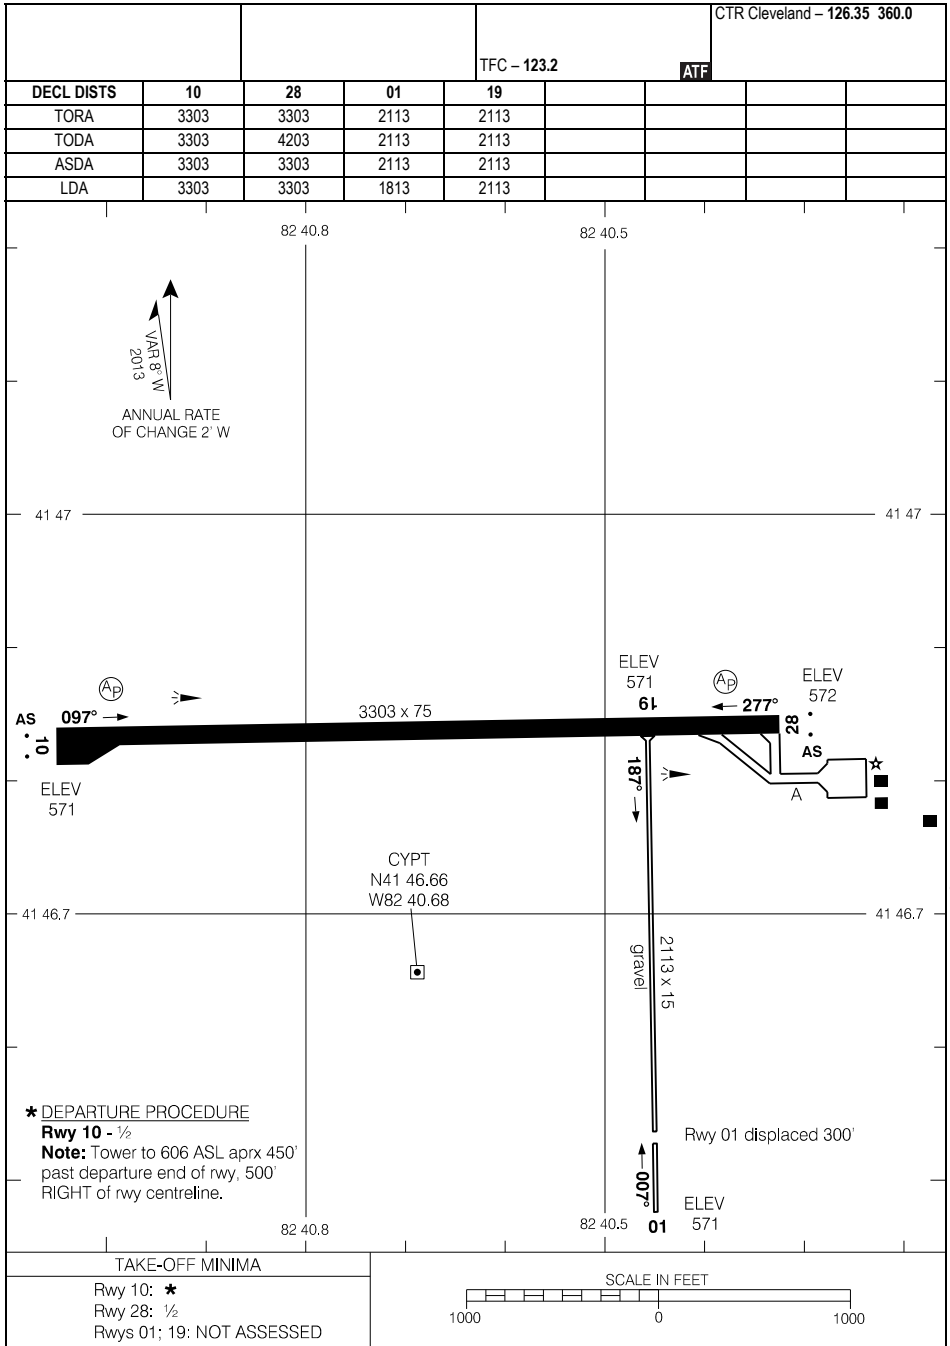 CTR Cleveland – 126.35 360.0
TFC – 123.2
ATF
DECL DISTS 10 28 01 19
TORA 3303 3303 2113 2113
TODA 3303 4203 2113 2113
ASDA 3303 3303 2113 2113
LDA 3303 3303 1813 2113
82 40.8 82 40.5
VAR 8° W
2013
ANNUAL RATE
OF CHANGE 2' W
41 47 41 47
ELEV
571
19
ELEV
572
AP
AP
AS
10
097°
3303 x 75
277°
28
AS
ELEV
571
187°
A
CYPT
N41 46.66
W82 40.68
41 46.7 41 46.7
gravel
2113 x 15
* DEPARTURE PROCEDURE
Rwy 10 - ½
Note: Tower to 606 ASL aprx 450'
past departure end of rwy, 500'
RIGHT of rwy centreline.
Rwy 01 displaced 300'
007°
ELEV
571
01
82 40.8 82 40.5
TAKE-OFF MINIMA
Rwy 10: *
Rwy 28: ½
Rwys 01; 19: NOT ASSESSED
SCALE IN FEET
1000 0 1000